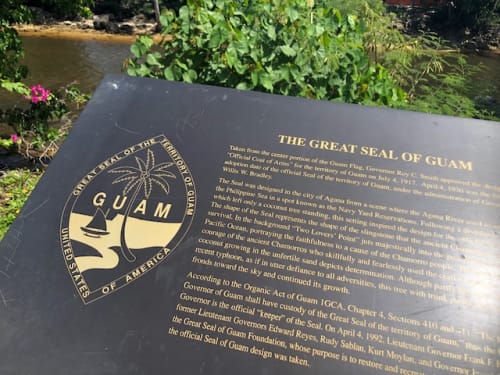 GREAT SEAL OF THE TERRITORY OF GUAM
GUAM
UNITED STATES OF AMERICA
THE GREAT SEAL OF GUAM
Taken from the center portion of the Guam Flag, Governor Roy C. Smith
"Official Coat of Arms" for the territory of Guam on July 4, 1917. April 4, 1930
adoption date of the official Seal of the territory of Guam, under the administration of
Willis W. Bradley.
The Seal was designed in the city of Agana from a scene where the Agana River
the Philippine Sea in a spot known as the Navy Yard Reservation. Following
which left only a coconut tree standing, this setting inspired the design
The shape of the Seal represents the shape of the slingstone that the ancient
survival. In the background "Two Lovers' Point" juts majestically into the
Pacific Ocean, portraying the faithfulness to a cause of the Chamorro people
courage of the ancient Chamorros who skillfully and fearlessly used the
coconut growing in the unfertile sand depicts determination. Although
recent typhoon, as if in utter defiance to all adversities, this tree with
fronds toward the sky and continued its growth.
According to the Organic Act of Guam 1GCA, Chapter 4, Sections 410 and
Governor of Guam shall have custody of the Great Seal of the territory of Guam," thus the
Governor is the official "keeper" of the Seal. On April 4, 1992, Lieutenant Governor Frank F.
former Lieutenant Governors Edward Reyes, Rudy Sablan, Kurt Moylan, and Governor
the Great Seal of Guam Foundation, whose purpose is to restore and
the official Seal of Guam design was taken.